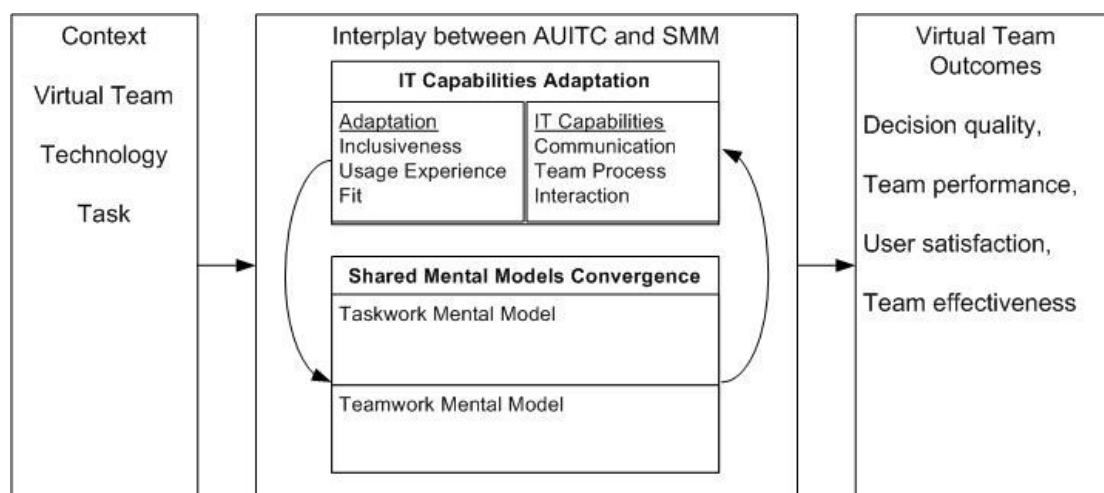 Context
Virtual Team
Technology
Task
Interplay between AUITC and SMM
IT Capabilities Adaptation
Adaptation
Inclusiveness
Usage Experience
Fit
IT Capabilities
Communication
Team Process
Interaction
Shared Mental Models Convergence
Taskwork Mental Model
Teamwork Mental Model
Virtual Team
Outcomes
Decision quality,
Team performance,
User satisfaction,
Team effectiveness